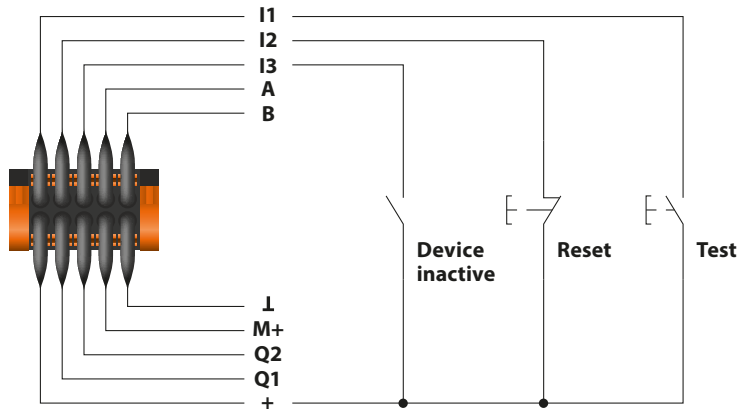 I1
I2
I3
A
B
Device
inactive
Reset
Test
⊥
M+
Q2
Q1
+